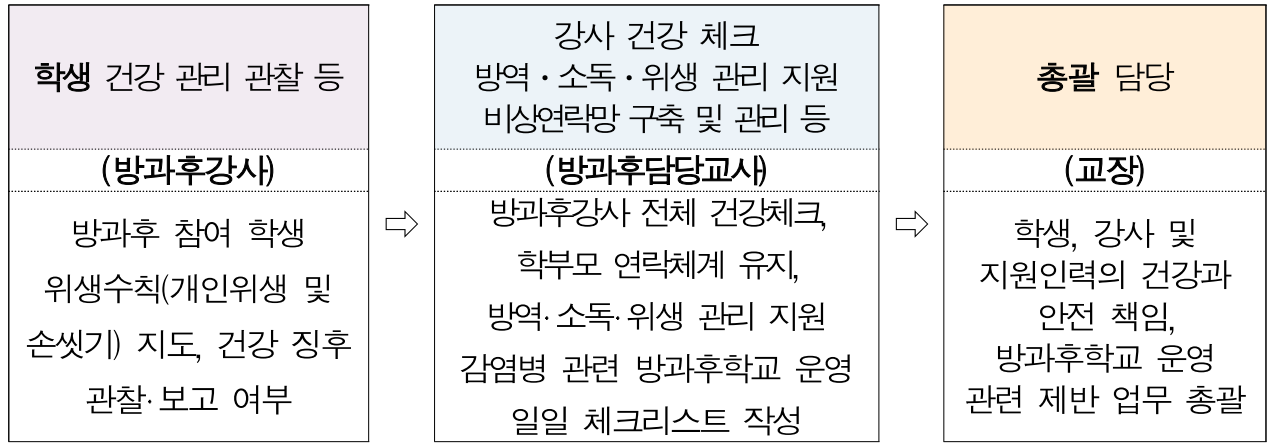 학생 건강 관리 관찰 등
(방과후강사)
방과후 참여 학생
위생수칙(개인위생 및
손씻기) 지도, 건강 징후
관찰·보고 여부
⇨
강사 건강 체크
방역·소독·위생 관리 지원
비상연락망 구축 및 관리 등
(방과후담당교사)
방과후강사 전체 건강체크,
학부모 연락체계 유지,
방역·소독·위생 관리 지원
감염병 관련 방과후학교 운영
일일 체크리스트 작성
⇨
총괄 담당
(교장)
학생, 강사 및
지원인력의 건강과
안전 책임,
방과후학교 운영
관련 제반 업무 총괄